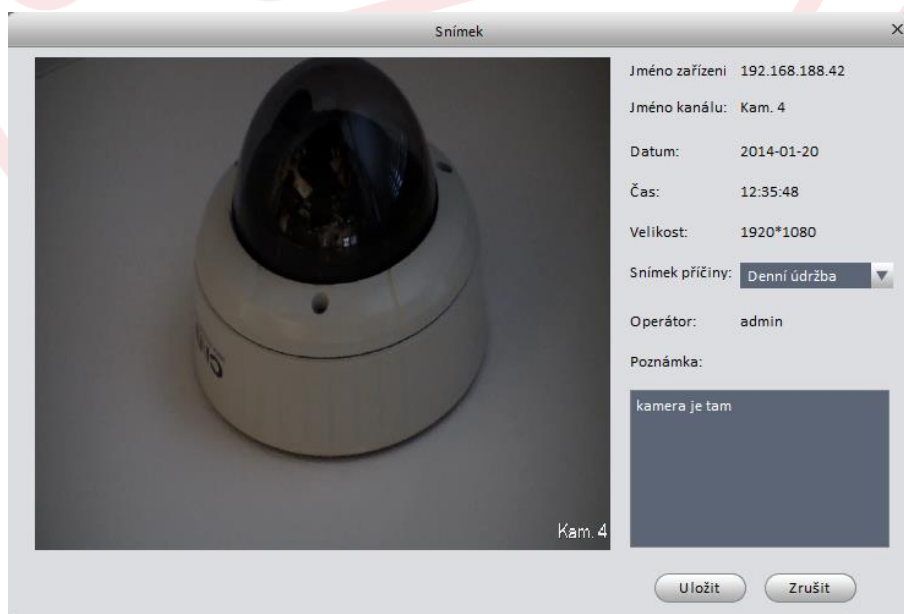 Snímek
Jméno zařízeni 192.168.188.42
Jméno kanálu: Kam. 4
Datum: 2014-01-20
Čas: 12:35:48
Velikost: 1920*1080
Snímek příčiny: Denní údržba
Operátor: admin
Poznámka:
kamera je tam
Kam. 4
Uložit Zrušit